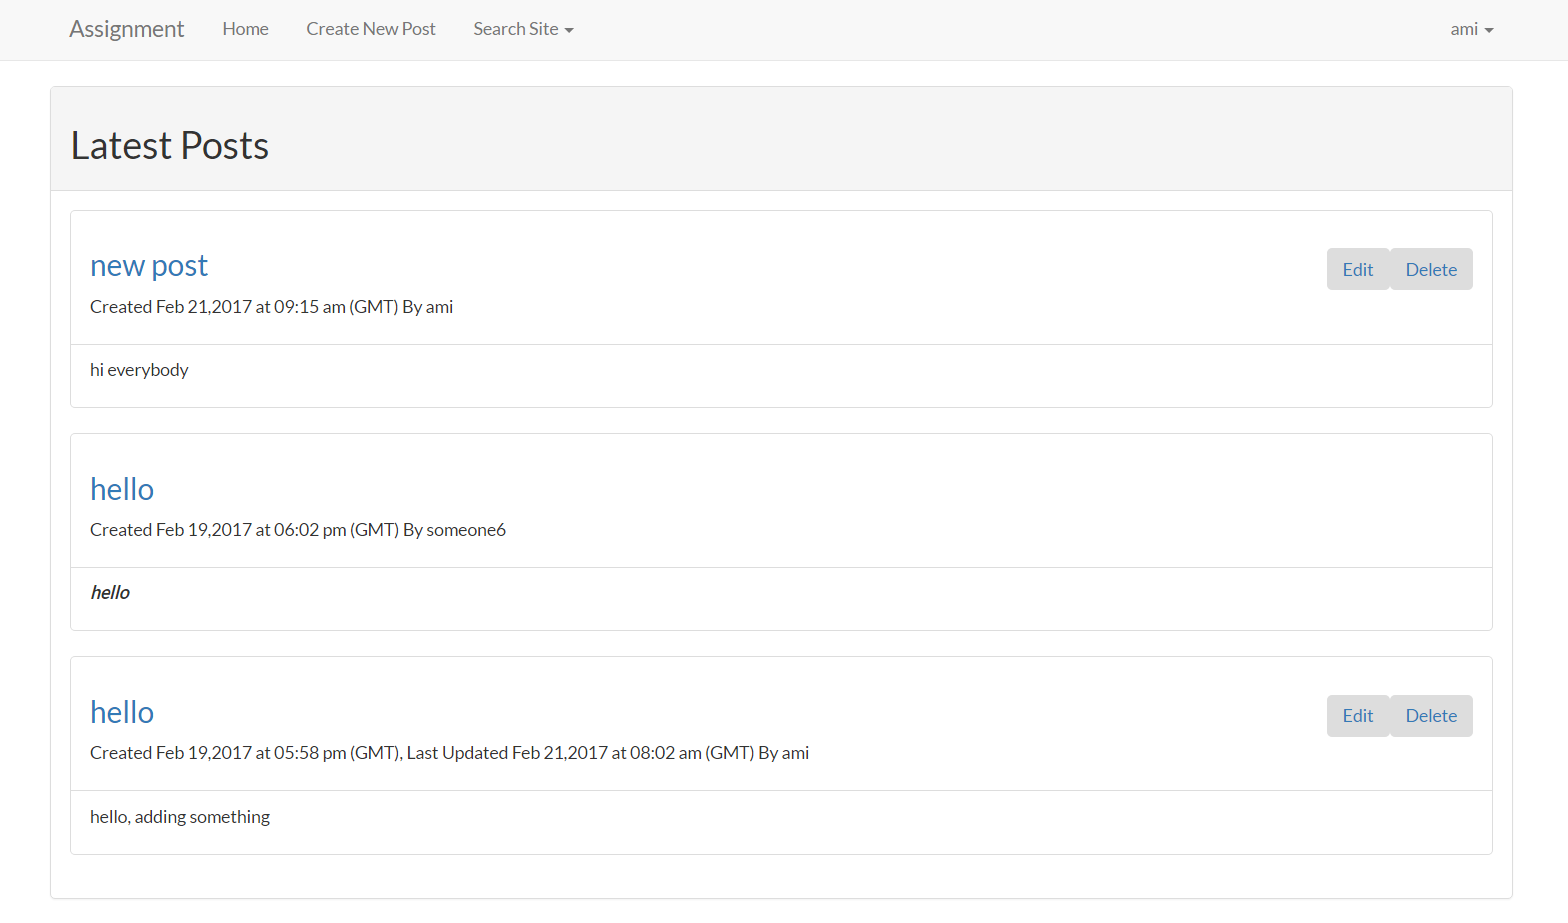 Assignment Home Create New Post Search Site ami
Latest Posts
new post Edit Delete
Created Feb 21,2017 at 09:15 am (GMT) By ami
hi everybody
hello
Created Feb 19,2017 at 06:02 pm (GMT) By someone6
hello
hello Edit Delete
Created Feb 19,2017 at 05:58 pm (GMT), Last Updated Feb 21,2017 at 08:02 am (GMT) By ami
hello, adding something